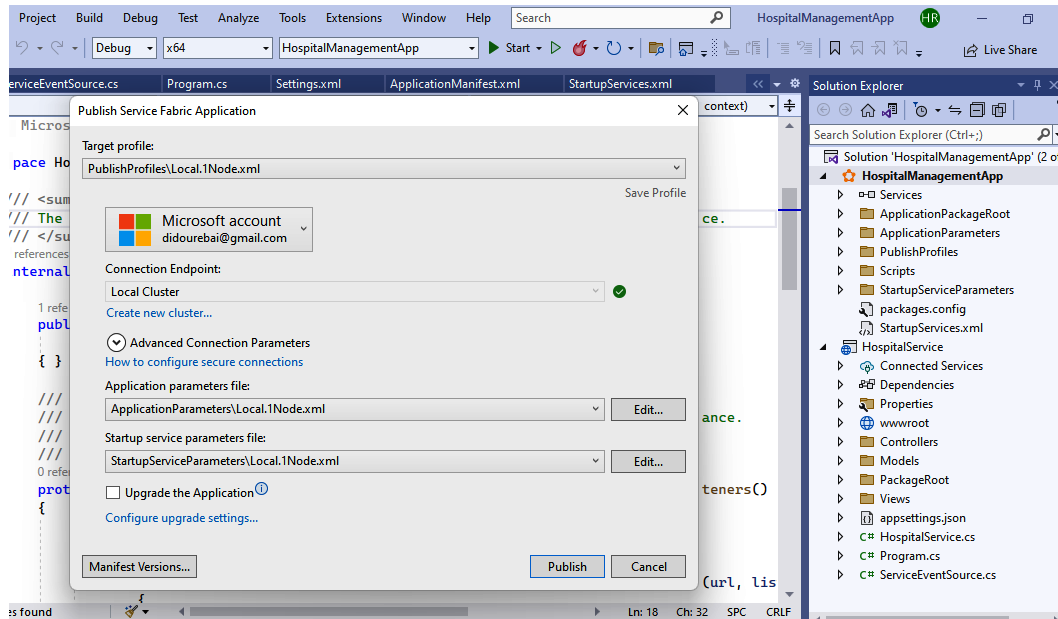 Project Build Debug Test Analyze Tools Extensions Window Help Search HospitalManagementApp HR
Debug x64 HospitalManagementApp Start Live Share
erviceEventSource.cs Program.cs Settings.xml ApplicationManifest.xml StartupServices.xml
Publish Service Fabric Application
context)
Micros
Target profile:
pace Ho
PublishProfiles\Local.1Node.xml
Save Profile
/// <sum
/// The
ce.
/// </su
references
nternal
Microsoft account
didourebai@gmail.com
Connection Endpoint:
Local Cluster
Create new cluster...
1 refe
publ
Advanced Connection Parameters
How to configure secure connections
{ }
Application parameters file:
///
ApplicationParameters\Local.1Node.xml Edit...
///
ance.
///
Startup service parameters file:
///
StartupServiceParameters\Local.1Node.xml Edit...
0 refe
prot
teners()
Upgrade the Application
{
Configure upgrade settings...
Manifest Versions... Publish Cancel
(url, lis
{
s found
Ln: 18 Ch: 32 SPC CRLF
Solution Explorer
Search Solution Explorer (Ctrl+;)
Solution 'HospitalManagementApp' (2 of
HospitalManagementApp
Services
ApplicationPackageRoot
ApplicationParameters
PublishProfiles
Scripts
StartupServiceParameters
packages.config
StartupServices.xml
HospitalService
Connected Services
Dependencies
Properties
wwwroot
Controllers
Models
PackageRoot
Views
appsettings.json
C# HospitalService.cs
C# Program.cs
C# ServiceEventSource.cs